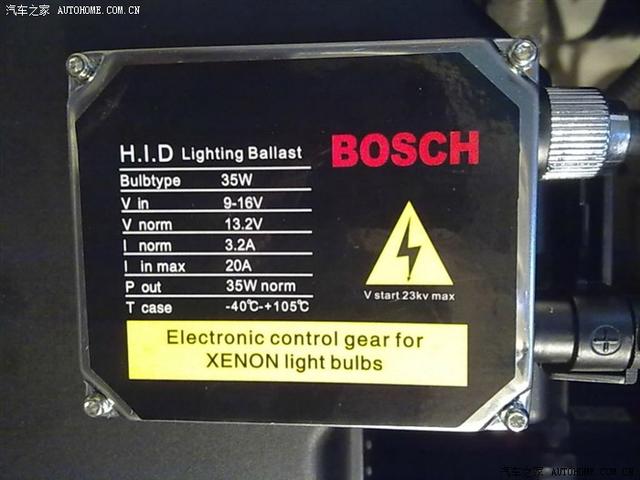 汽车之家 | AUTOHOME.COM.CN
H.I.D Lighting Ballast
BOSCH
Bulbtype 35W
V in 9-16V
V norm 13.2V
I norm 3.2A
I in max 20A
P out 35W norm
T case -40℃-+105℃
V start 23kv max
Electronic control gear for
XENON light bulbs
+
汽车之家 AUTOHOME.COM.CN